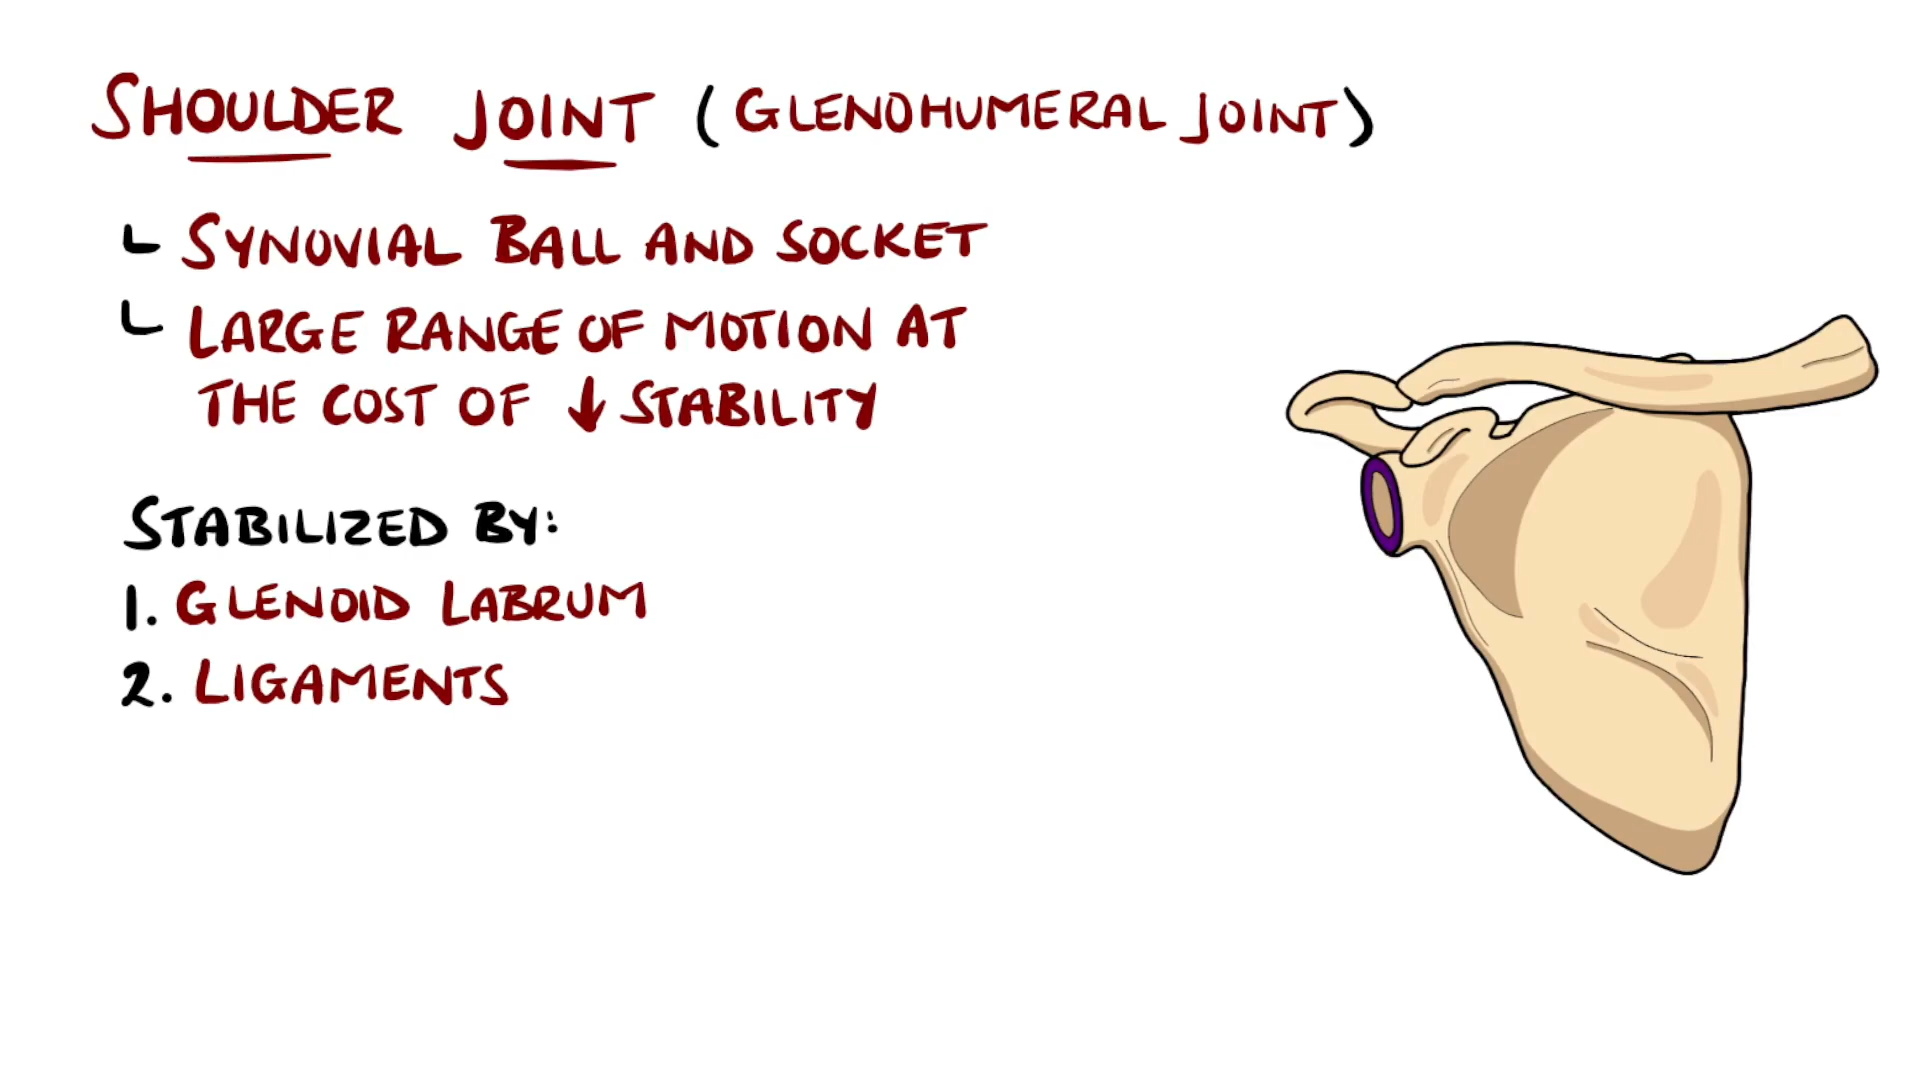 SHOULDER JOINT (GLENOHUMERAL JOINT)
SYNOVIAL BALL AND SOCKET
LARGE RANGE OF MOTION AT
THE COST OF ↓ STABILITY
STABILIZED BY:
1. GLENOID LABRUM
2. LIGAMENTS